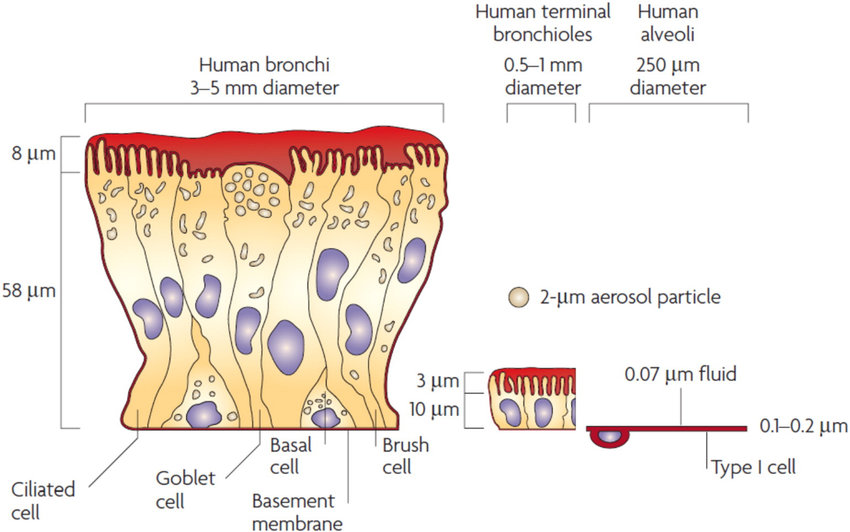 Human bronchi
3–5 mm diameter
Human terminal
bronchioles
0.5–1 mm
diameter
Human
alveoli
250 µm
diameter
8 µm
58 µm
2-µm aerosol particle
3 µm
10 µm
0.07 µm fluid
0.1–0.2 µm
Type I cell
Ciliated
cell
Goblet
cell
Basal
cell
Basement
membrane
Brush
cell